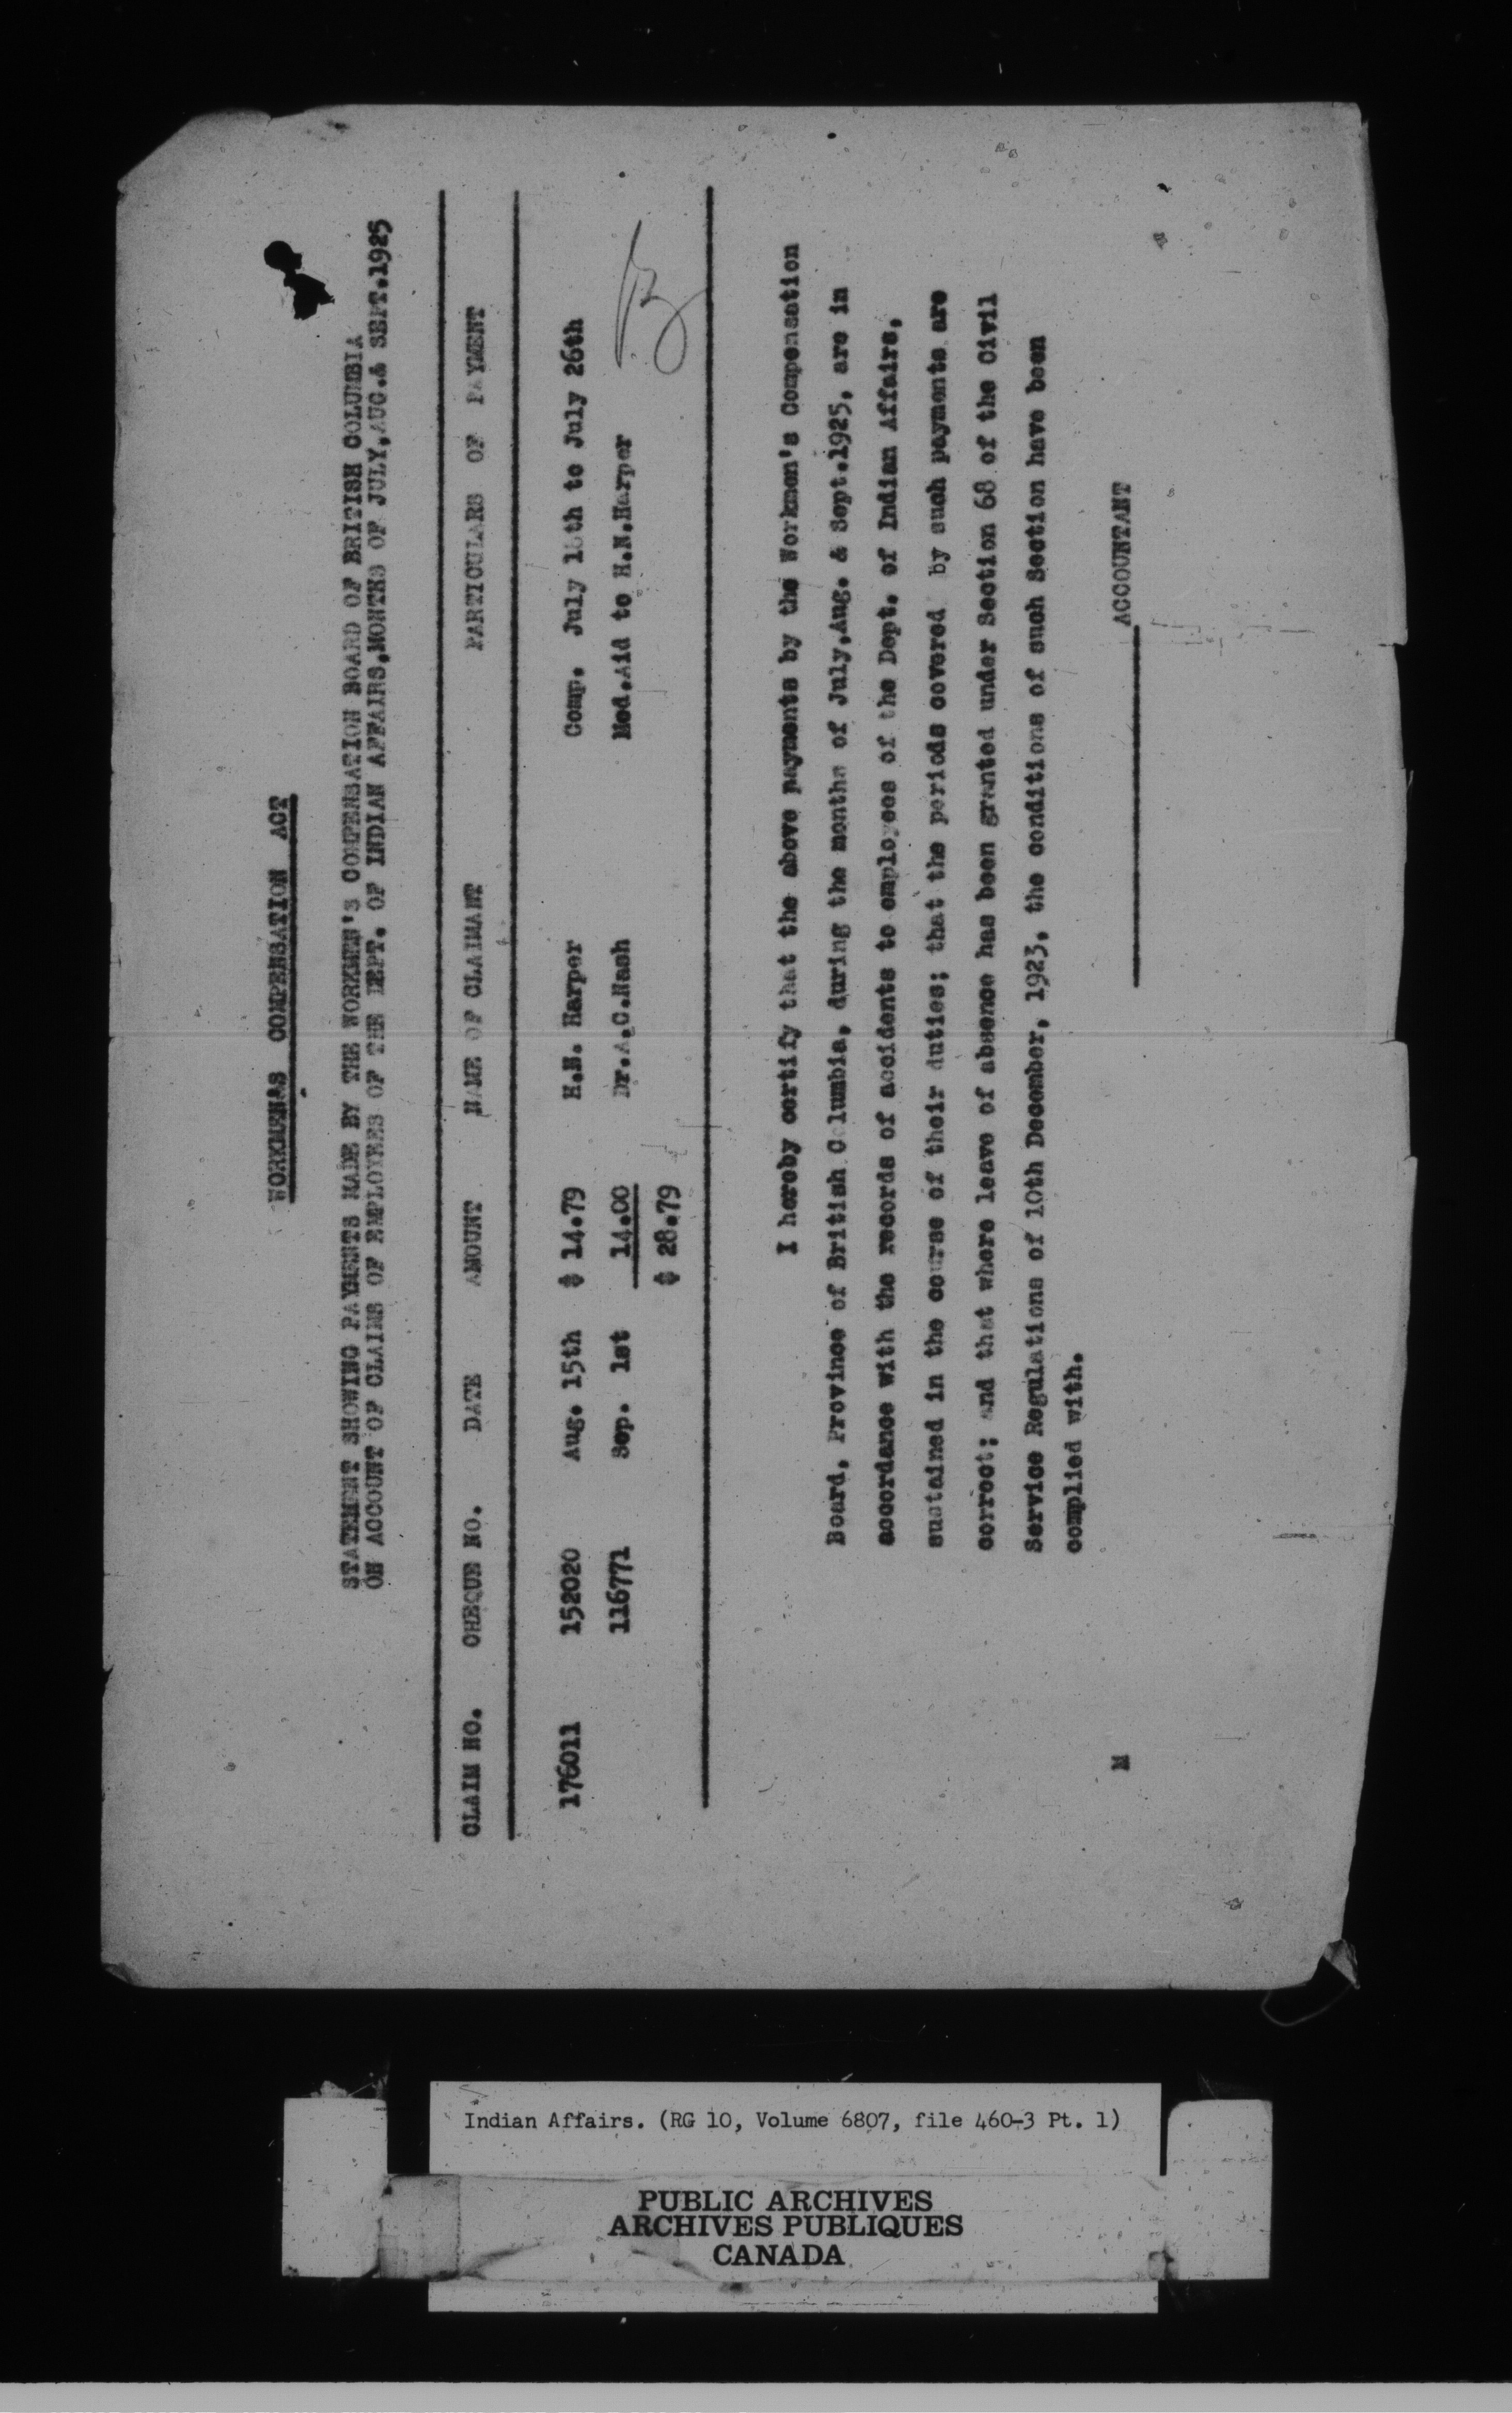 WORKMENAS COMPENSATION ACT
STATEMENT SHOWING PAYMENTS MADE BY THE WORKMEN'S COMPENSATION BOARD OF BRITISH COLUMBIA
ON ACCOUNT OF CLAIMS OF EMPLOYEES OF THE DEPT. OF INDIAN AFFAIRS,MONTHS OF JULY,AUG.& SEPT.1925
CLAIM NO. CHEQUE NO. DATE AMOUNT NAME OF CLAIMANT PARTICULARS OF PAYMENT
176011 152020 Aug. 15th $ 14.79 H.N. Harper Comp. July to July 26th
116771 Sep. 1st 14.00 Dr.A.C.Nash Med.Aid to H.N.Harper
$ 28.79
I hereby certify that the above payments by the Workmen's Compensation
Board, Province of British Columbia, during the months of July,Aug. & Sept.1925, are in
accordance with the records of accidents to employees of the Dept. of Indian Affairs,
sustained in the course of their duties; that the periods covered by such payments are
correct; and that where leave of absence has been granted under Section 68 of the Civil
Service Regulations of 10th December, 1923, the conditions of such Section have been
complied with.
ACCOUNTANT
M
Indian Affairs. (RG 10, Volume 6807, file 460-3 Pt. 1)
PUBLIC ARCHIVES
ARCHIVES PUBLIQUES
CANADA